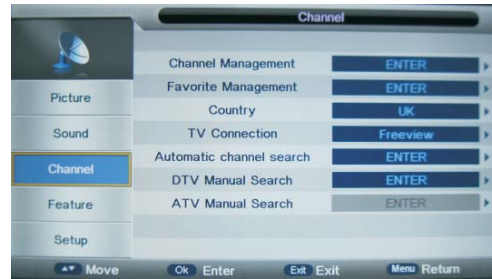 Channel
Channel Management ENTER
Favorite Management ENTER
Picture
Country UK
Sound
TV Connection Freeview
Automatic channel search ENTER
Channel
DTV Manual Search ENTER
Feature
ATV Manual Search ENTER
Setup
Move Ok Enter Exit Exit Menu Return